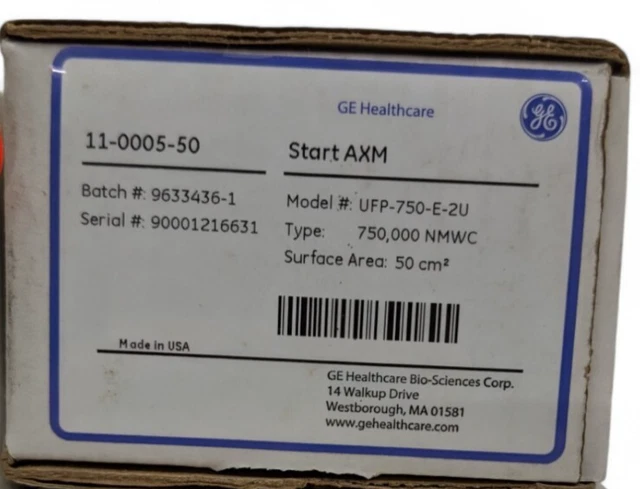 GE Healthcare
GE
11-0005-50
Start AXM
Batch #: 9633436-1
Serial #: 90001216631
Model #: UFP-750-E-2U
Type: 750,000 NMWC
Surface Area: 50 cm²
Made in USA
GE Healthcare Bio-Sciences Corp.
14 Walkup Drive
Westborough, MA 01581
www.gehealthcare.com